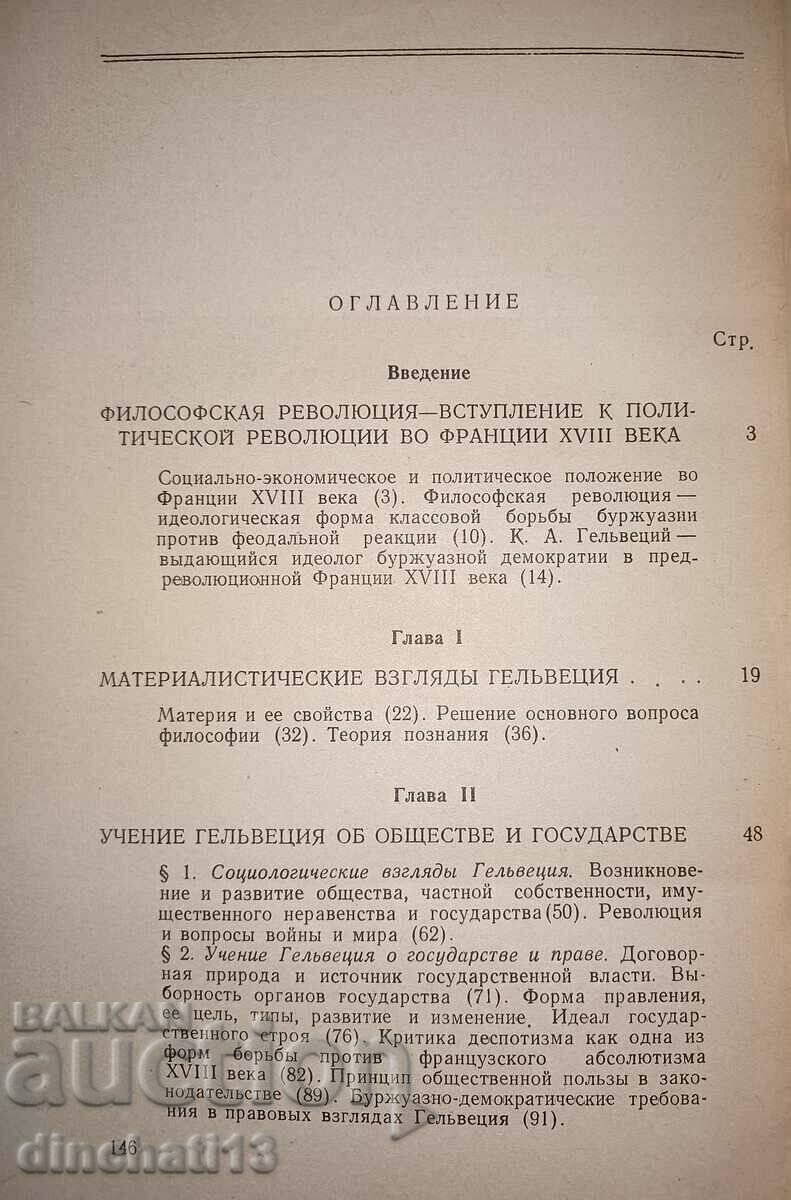 ОГЛАВЛЕНИЕ
Стр.
Введение
ФИЛОСОФСКАЯ РЕВОЛЮЦИЯ—ВСТУПЛЕНИЕ К ПОЛИ-
ТИЧЕСКОЙ РЕВОЛЮЦИИ ВО ФРАНЦИИ XVIII ВЕКА 3
Социально-экономическое и политическое положение во
Франции XVIII века (3). Философская революция —
идеологическая форма классовой борьбы буржуазии
против феодальной реакции (10). К. А. Гельвеций —
выдающийся идеолог буржуазной демократии в пред-
революционной Франции XVIII века (14).
Глава I
МАТЕРИАЛИСТИЧЕСКИЕ ВЗГЛЯДЫ ГЕЛЬВЕЦИЯ . . . . 19
Материя и ее свойства (22). Решение основного вопроса
философии (32). Теория познания (36).
Глава II
УЧЕНИЕ ГЕЛЬВЕЦИЯ ОБ ОБЩЕСТВЕ И ГОСУДАРСТВЕ 48
§ 1. Социологические взгляды Гельвеция. Возникнове-
ние и развитие общества, частной собственности, иму-
щественного неравенства и государства(50). Революция
и вопросы войны и мира (62).
§ 2. Учение Гельвеция о государстве и праве. Договор-
ная природа и источник государственной власти. Вы-
борность органов государства (71). Форма правления,
ее цель, типы, развитие и изменение. Идеал государ-
ственного строя (76). Критика деспотизма как одна из
форм борьбы против французского абсолютизма
XVIII века (82). Принцип общественной пользы в зако-
нодательстве (89). Буржуазно-демократические требова-
ния в правовых взглядах Гельвеция (91).
146
BALKAN
auction
dinchati13